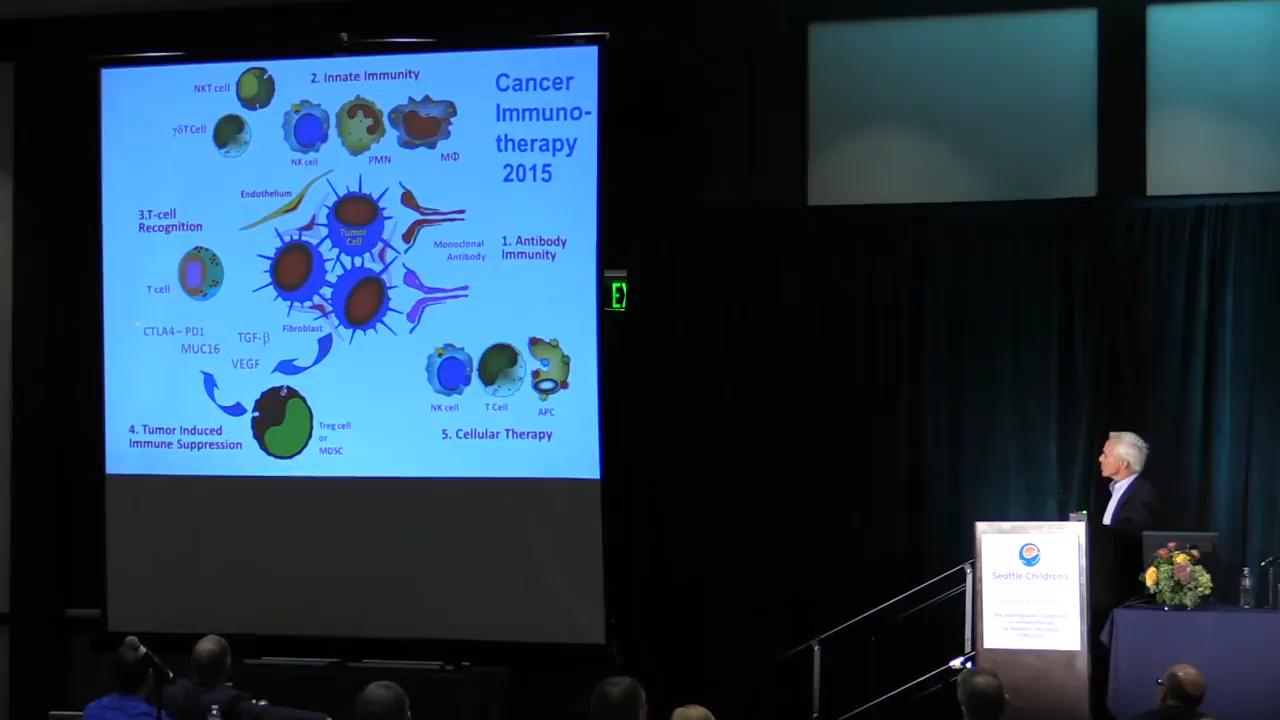 NKT cell
2. Innate Immunity
Cancer
Immuno-
therapy
2015
γδT Cell
NK cell
PMN
MΦ
Endothelium
3.T-cell
Recognition
Tumor
Cell
Monoclonal
Antibody
1. Antibody
Immunity
T cell
CTLA4 – PD1
MUC16
TGF-β
VEGF
Fibroblast
NK cell
T Cell
APC
4. Tumor Induced
Immune Suppression
Treg cell
or
MDSC
5. Cellular Therapy
Seattle Children's